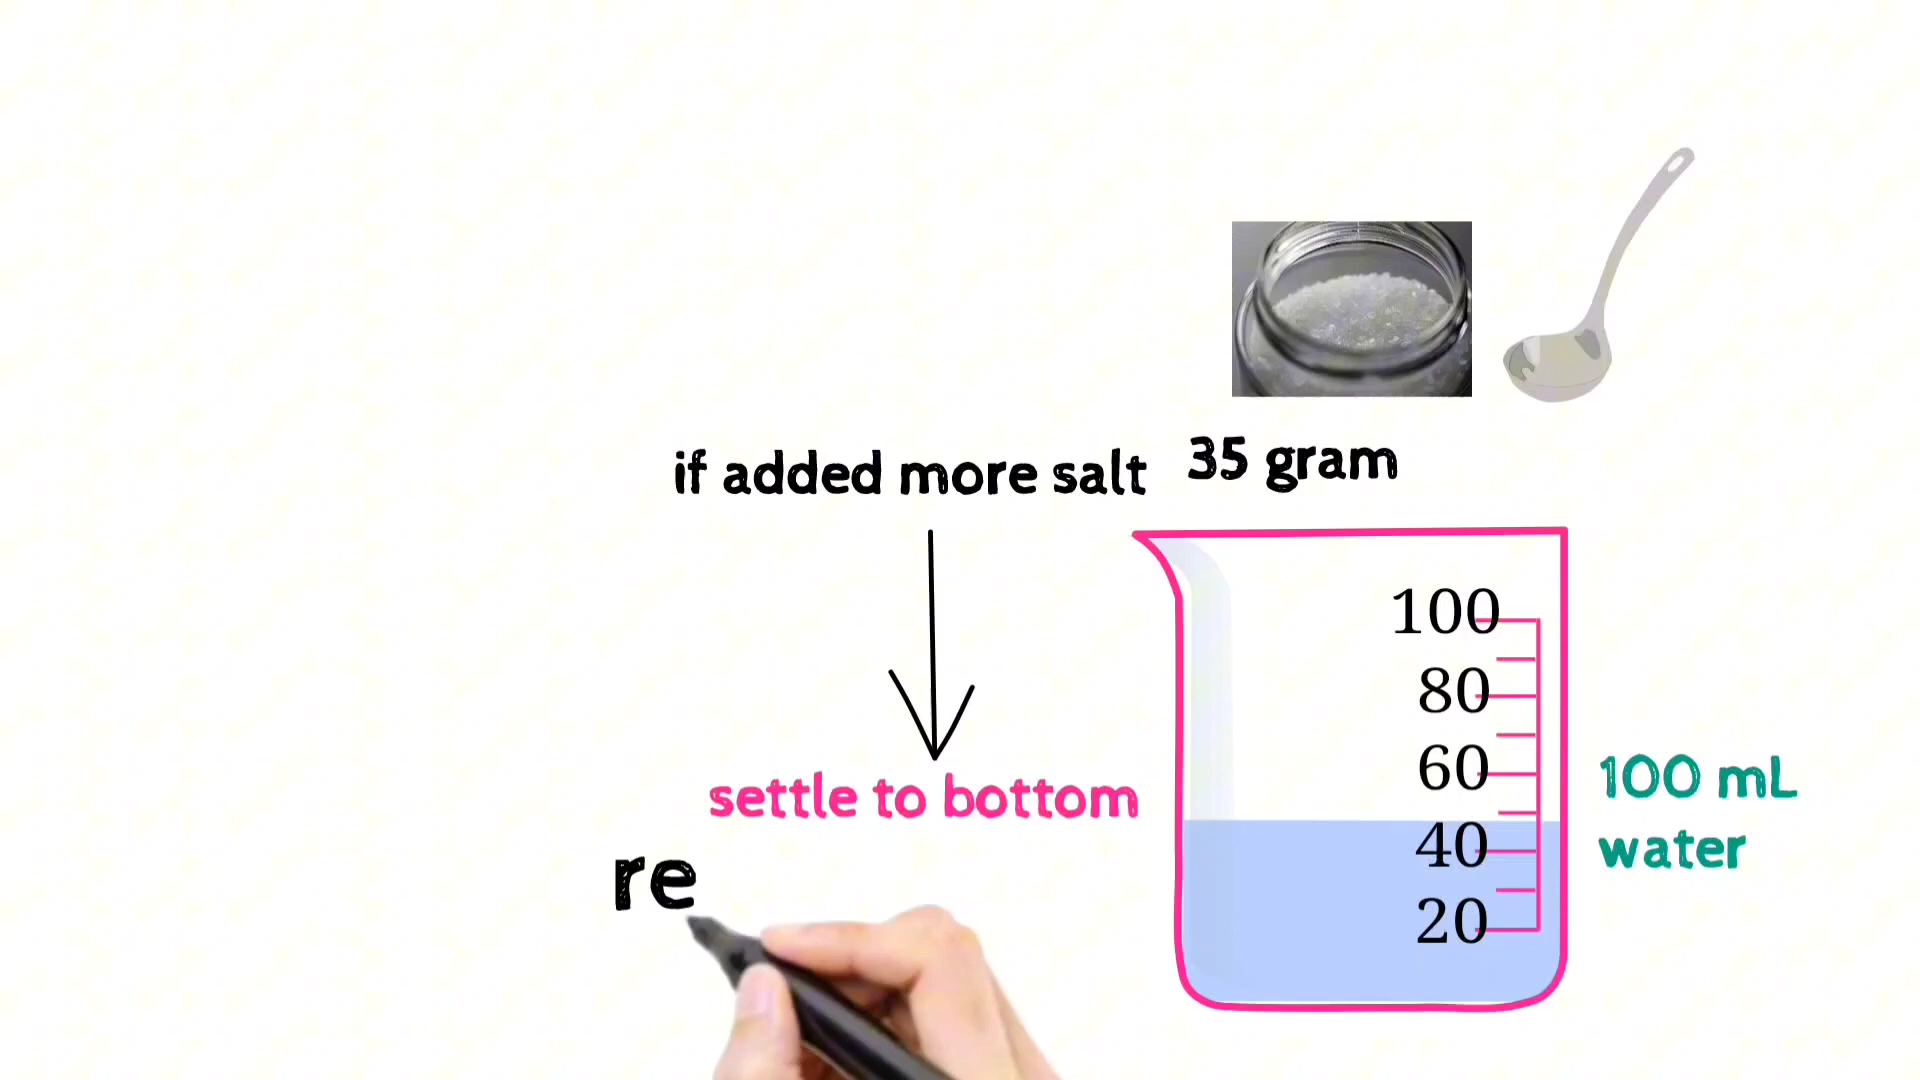 if added more salt
35 gram
settle to bottom
re
100
80
60
40
20
100 mL
water